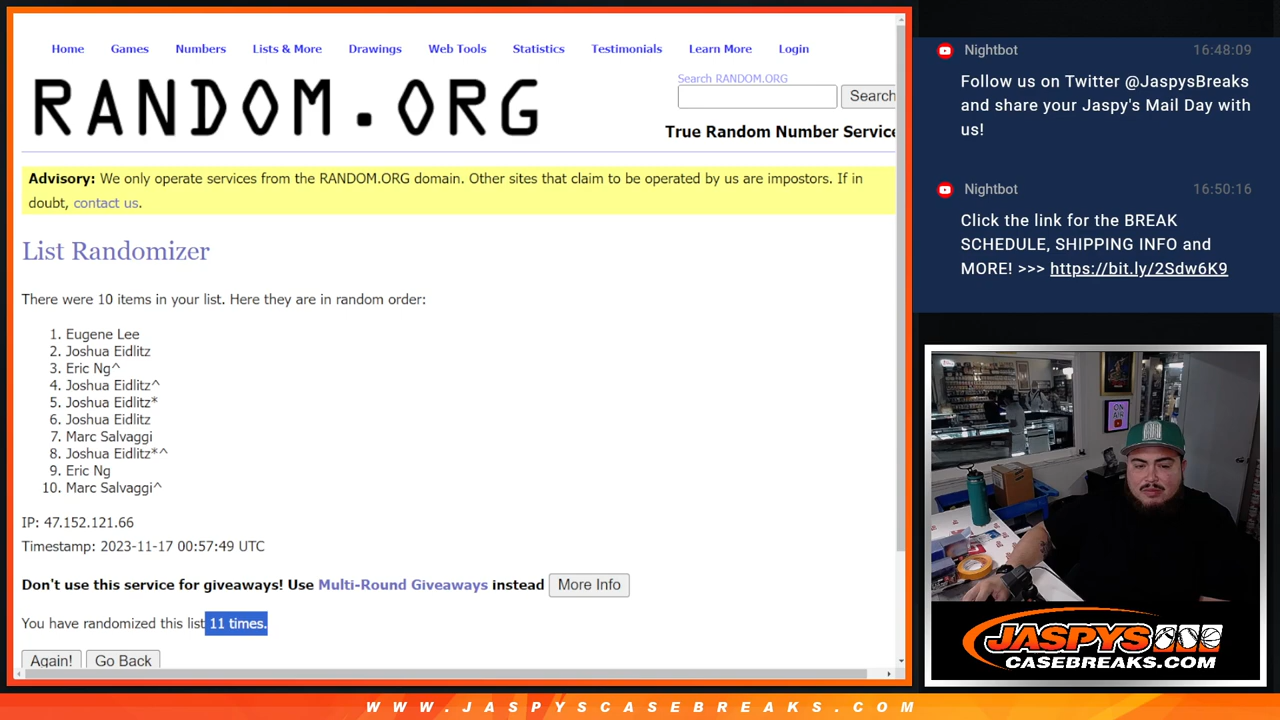 Home Games Numbers Lists & More Drawings Web Tools Statistics Testimonials Learn More Login
Search RANDOM.ORG
RANDOM.ORG
Search
True Random Number Service
Advisory: We only operate services from the RANDOM.ORG domain. Other sites that claim to be operated by us are impostors. If in
doubt, contact us.
List Randomizer
There were 10 items in your list. Here they are in random order:
1. Eugene Lee
2. Joshua Eidlitz
3. Eric Ng^
4. Joshua Eidlitz^
5. Joshua Eidlitz*
6. Joshua Eidlitz
7. Marc Salvaggi
8. Joshua Eidlitz*^
9. Eric Ng
10. Marc Salvaggi^
IP: 47.152.121.66
Timestamp: 2023-11-17 00:57:49 UTC
Don't use this service for giveaways! Use Multi-Round Giveaways instead More Info
You have randomized this list 11 times.
Again! Go Back
Nightbot 16:48:09
Follow us on Twitter @JaspysBreaks
and share your Jaspy's Mail Day with
us!
Nightbot 16:50:16
Click the link for the BREAK
SCHEDULE, SHIPPING INFO and
MORE! >>> https://bit.ly/2Sdw6K9
ON AIR
JASPYS
CASEBREAKS.COM
WWW.JASPYSCASEBREAKS.COM